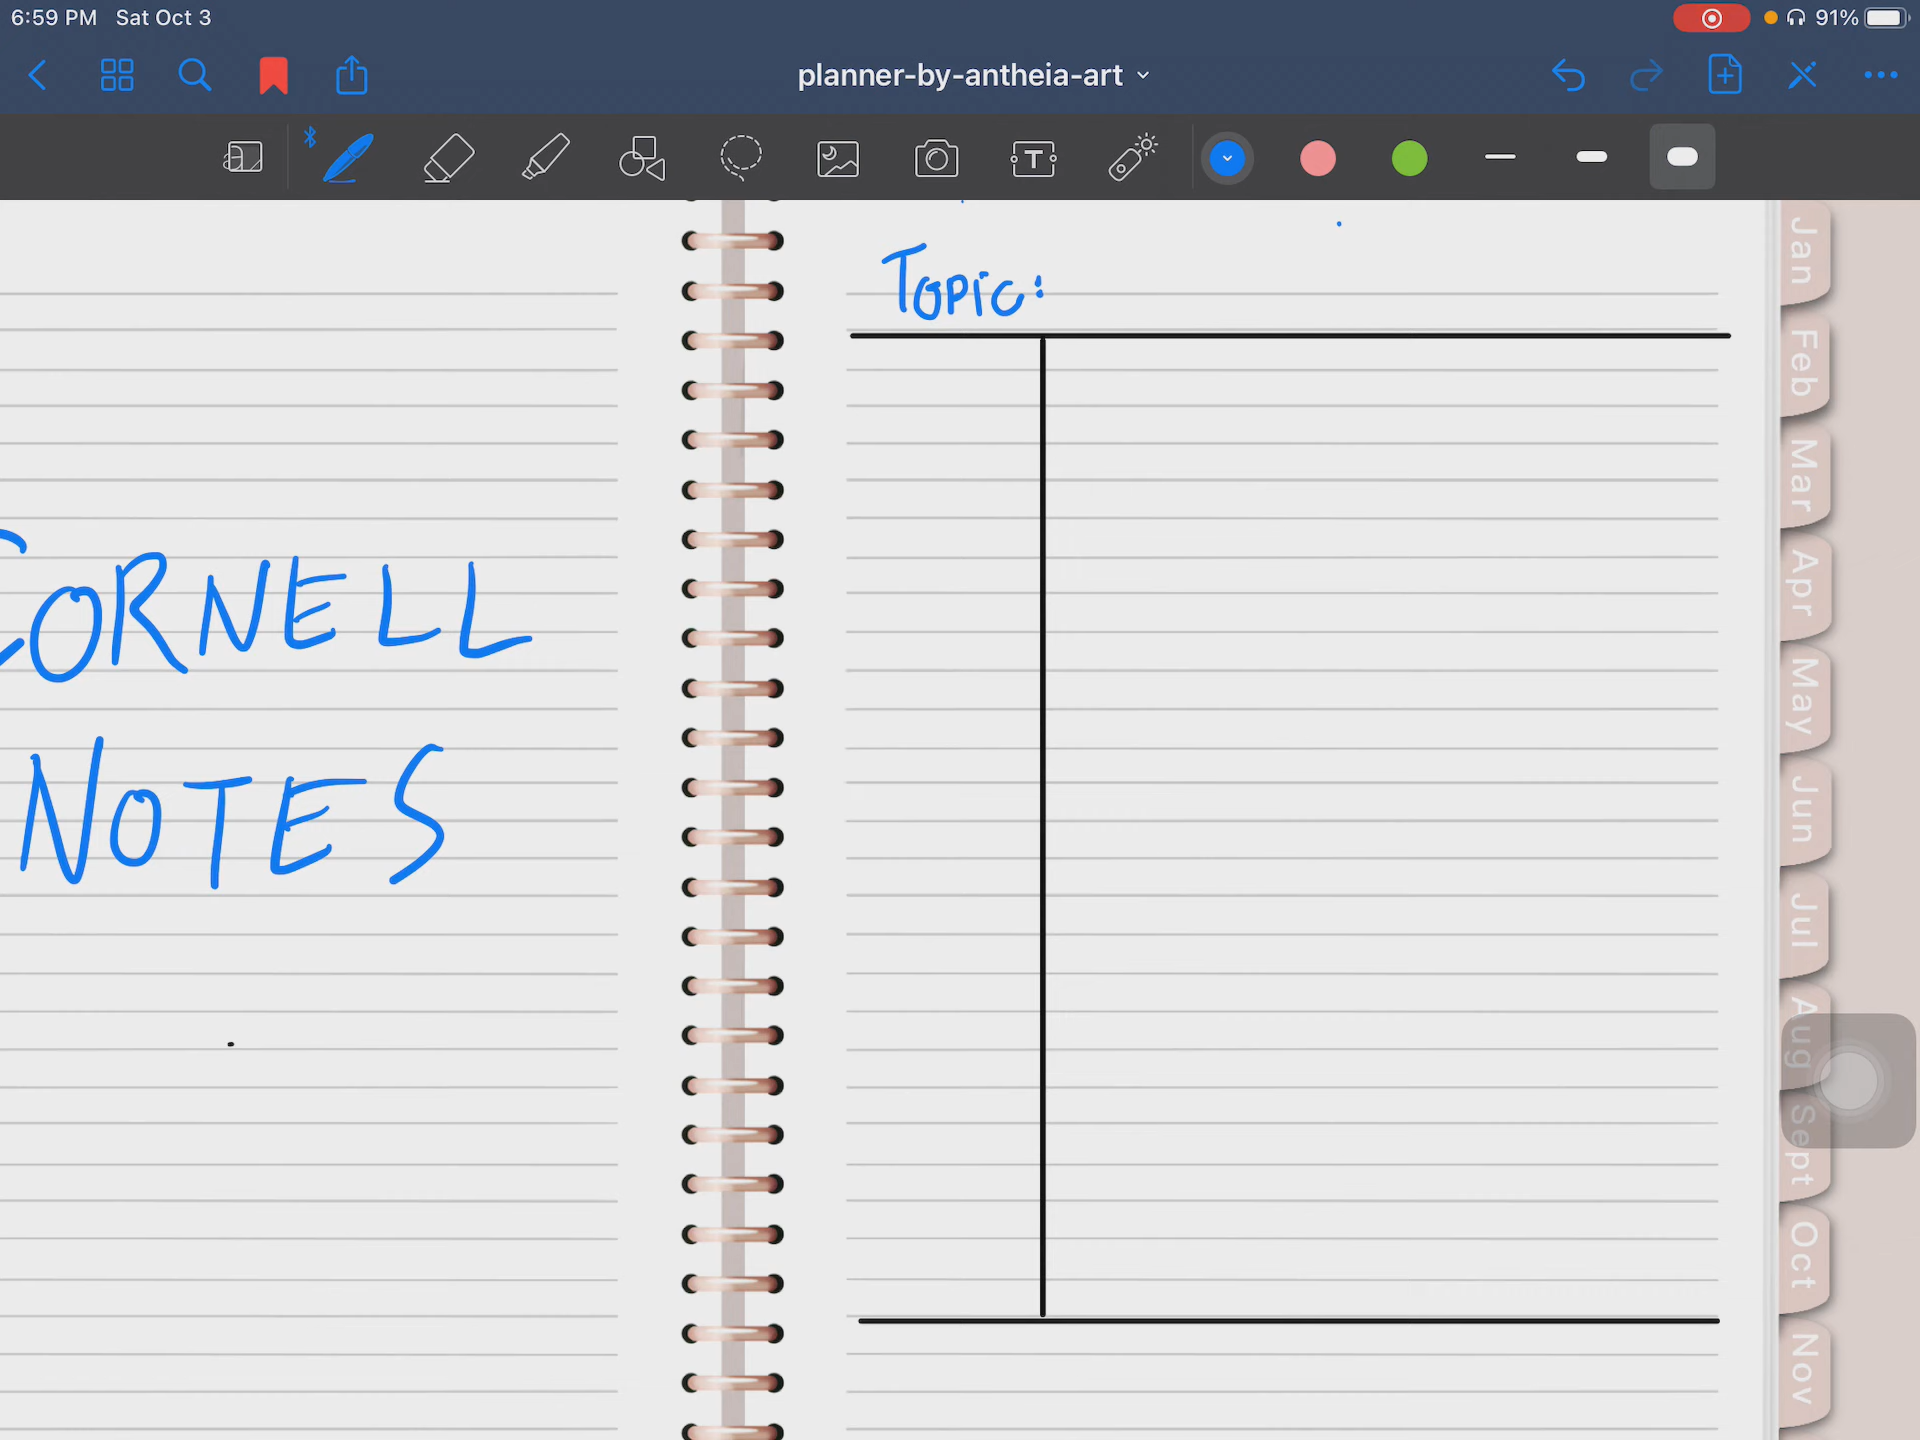 6:59 PM Sat Oct 3
91%
planner-by-antheia-art
CORNELL
NOTES
Topic:
Jan
Feb
Mar
Apr
May
Jun
Jul
Aug
Sept
Oct
Nov